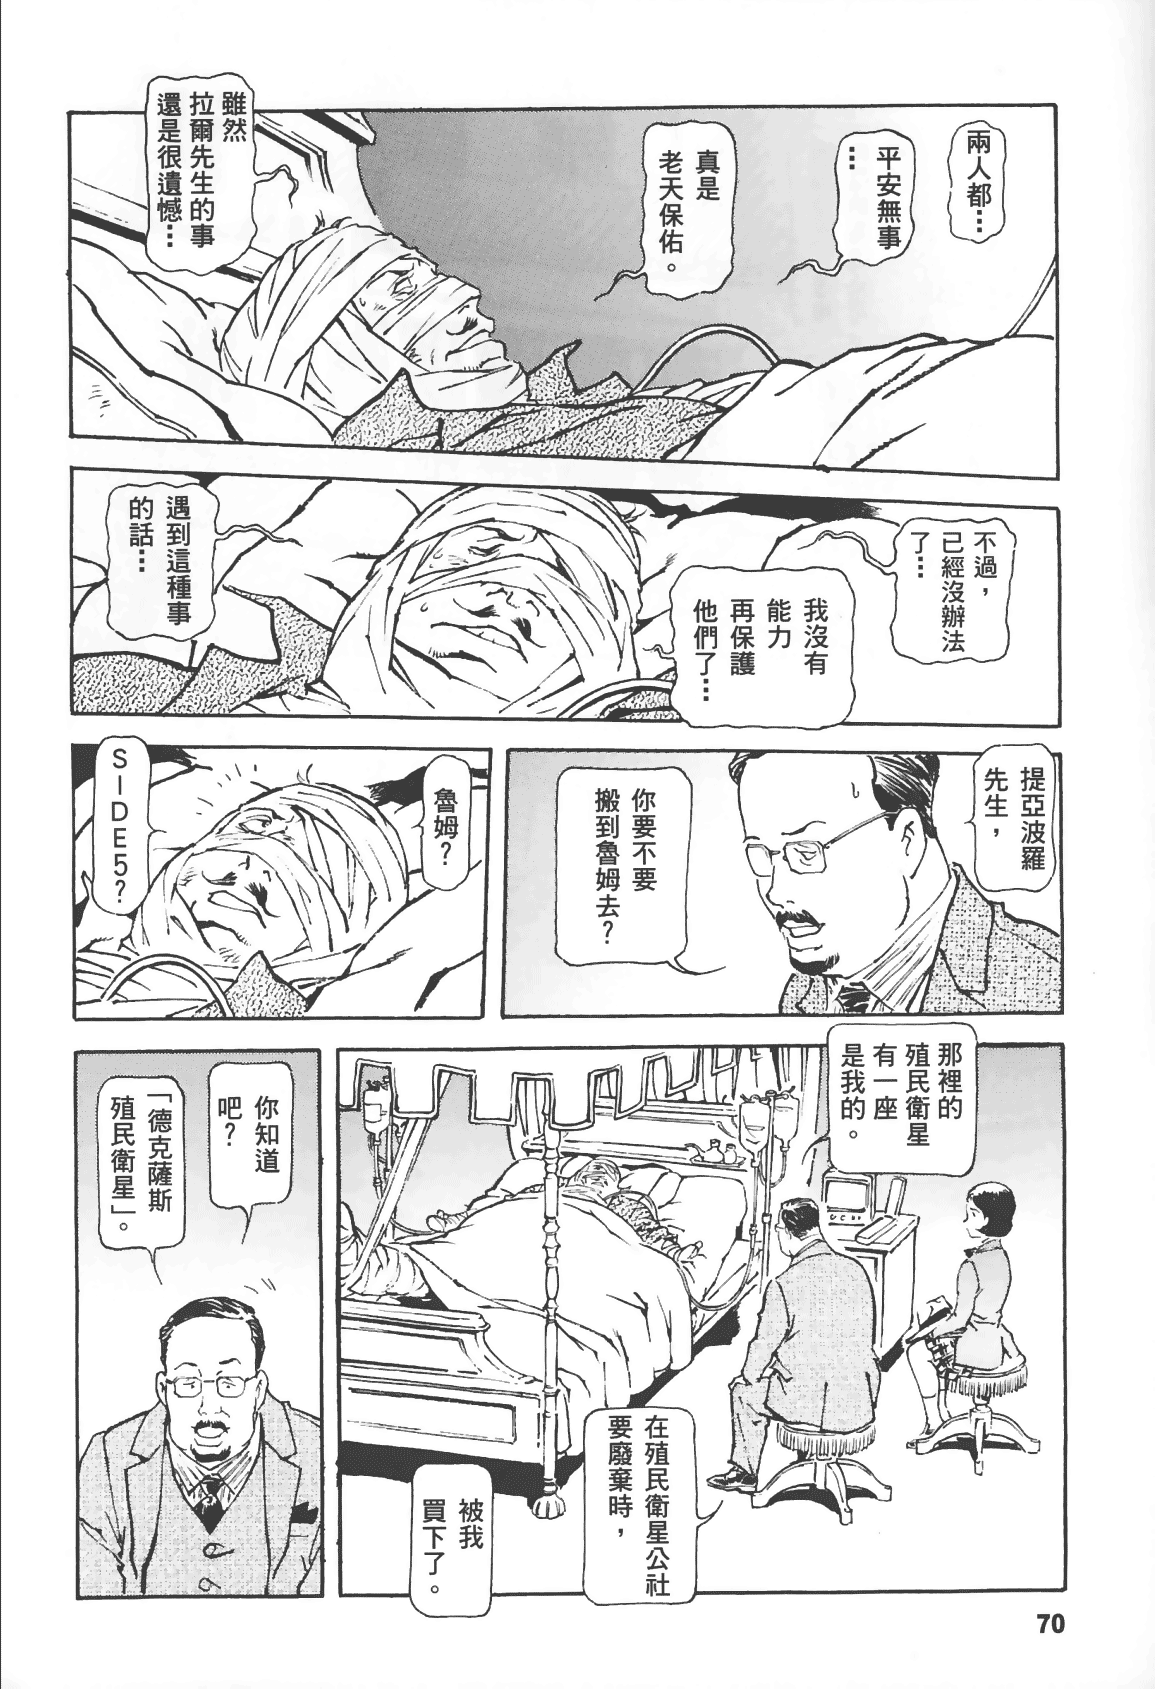 兩人都⋯
平安無事
⋯
真是
老天保佑。
雖然
拉爾先生的事
還是很遺憾⋯
不過，
已經沒辦法
了⋯
我沒有
能力
再保護
他們了⋯
遇到這種事
的話⋯
提亞波羅
先生，
你要不要
搬到魯姆去？
魯姆？
SIDE5？
那裡的
殖民衛星
有一座
是我的。
在殖民衛星公社
要廢棄時，
被我
買下了。
你知道
吧？
「德克薩斯
殖民衛星」。
70